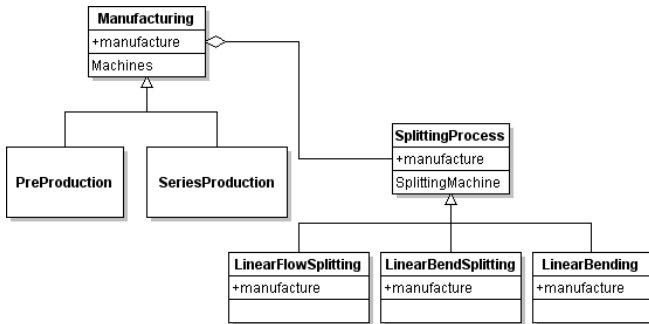 Manufacturing
+manufacture
Machines
PreProduction
SeriesProduction
SplittingProcess
+manufacture
SplittingMachine
LinearFlowSplitting
+manufacture
LinearBendSplitting
+manufacture
LinearBending
+manufacture